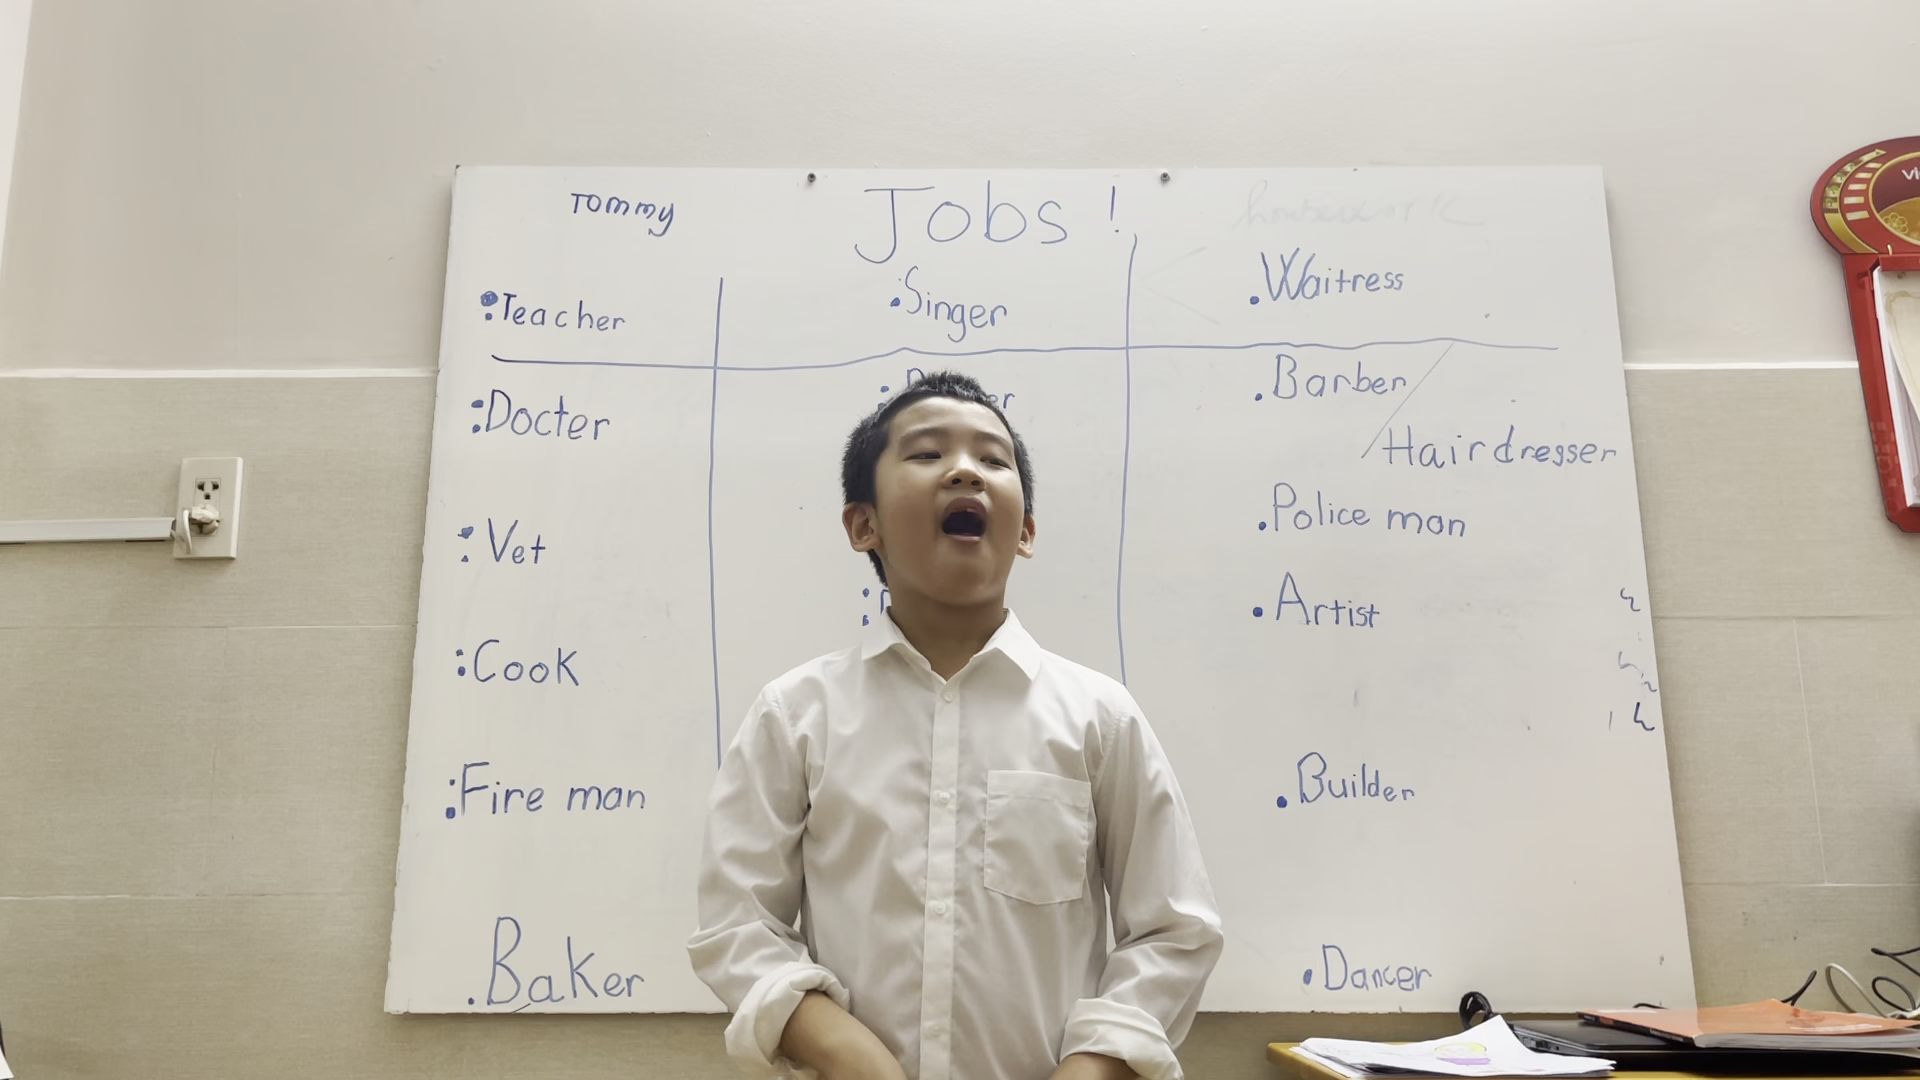 Tommy
Jobs!
Teacher
Docter
Vet
Cook
Fire man
Baker
Singer
Waitress
Barber / Hairdresser
Police man
Artist
Builder
Dancer